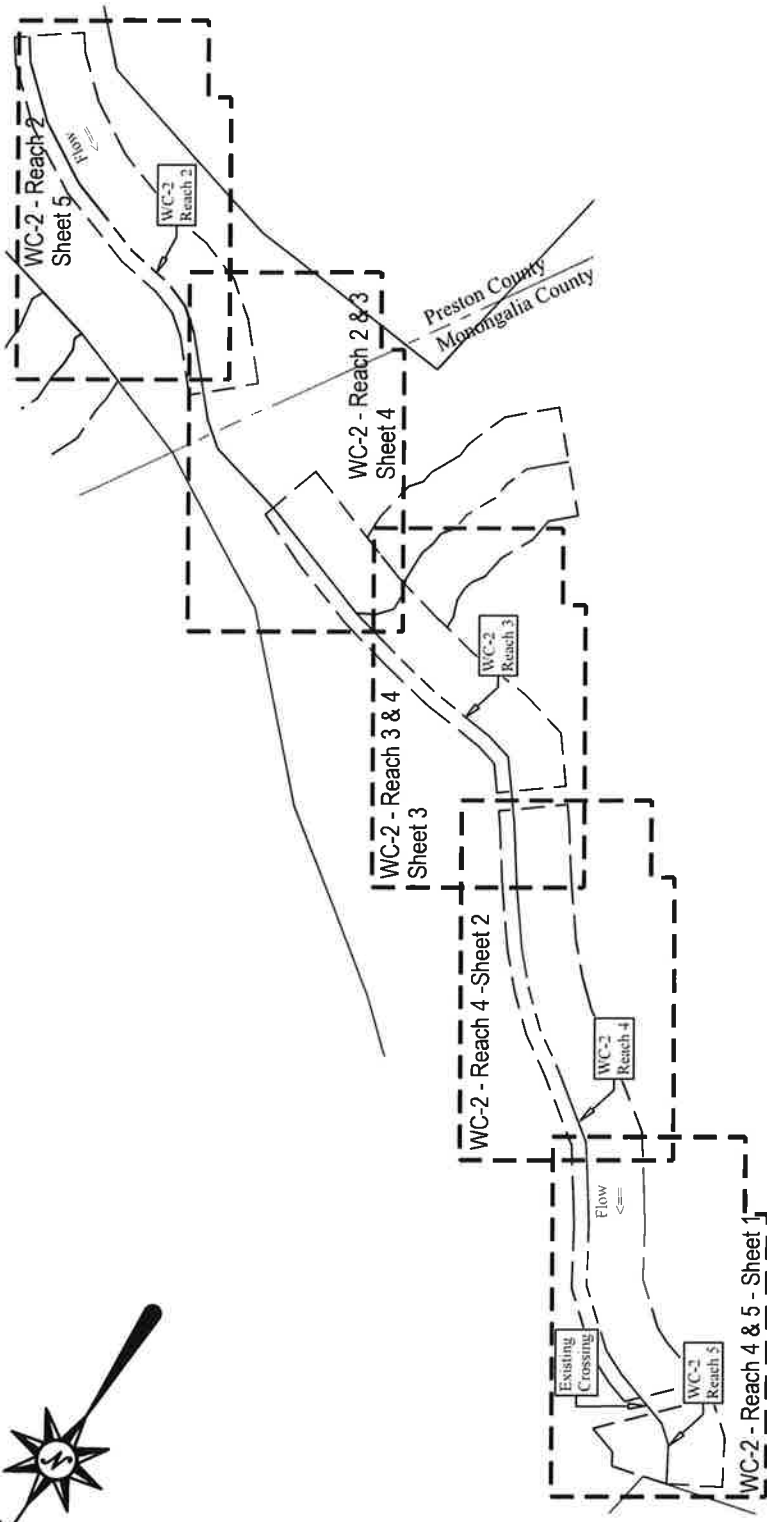 WC-2 - Reach 2
Sheet 5
Flow
<==
WC-2
Reach 2
Preston County
Monongalia County
WC-2 - Reach 2 & 3
Sheet 4
WC-2
Reach 3
WC-2 - Reach 3 & 4
Sheet 3
WC-2 - Reach 4 -Sheet 2
WC-2
Reach 4
Flow
<==
Existing
Crossing
WC-2
Reach 5
WC-2 - Reach 4 & 5 - Sheet 1
N